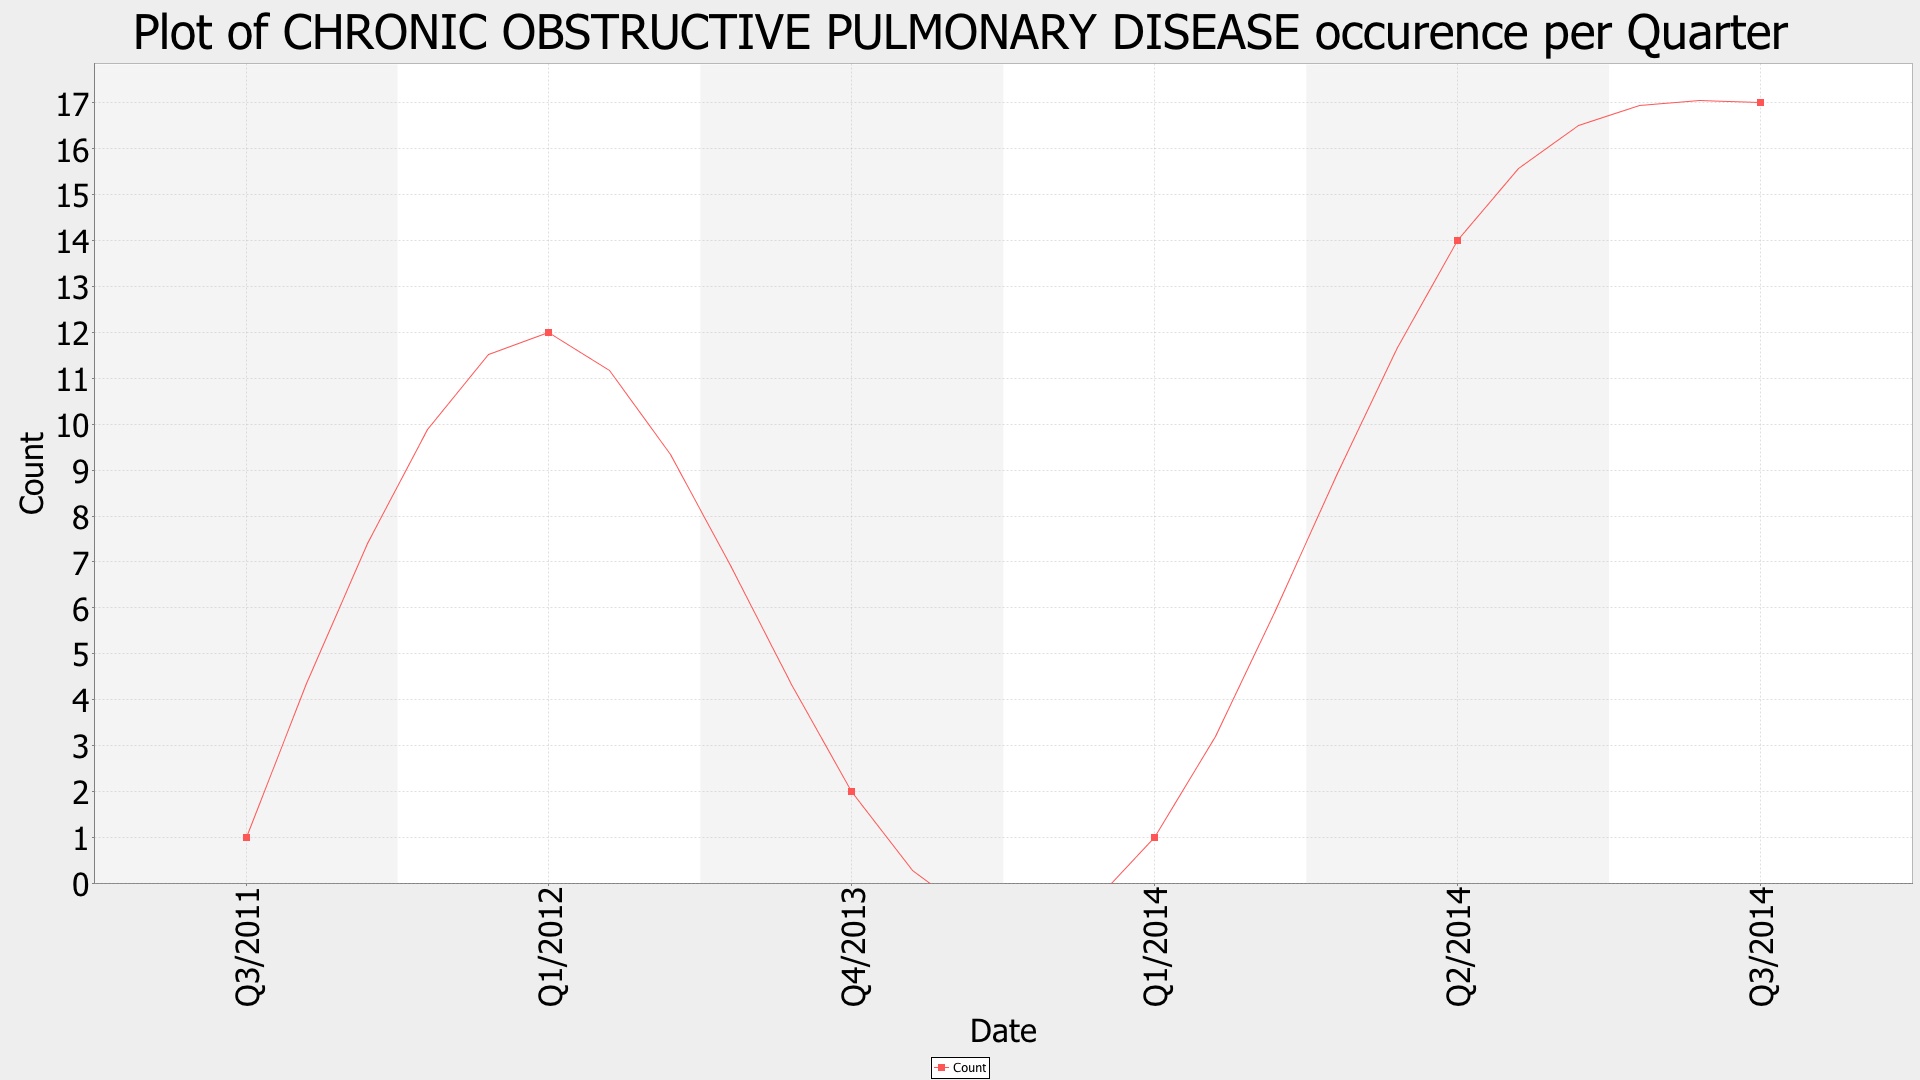 Plot of CHRONIC OBSTRUCTIVE PULMONARY DISEASE occurence per Quarter
17
16
15
14
13
12
11
10
9
8
7
6
5
4
3
2
1
0
Count
Q3/2011
Q1/2012
Q4/2013
Q1/2014
Q2/2014
Q3/2014
Date
Count